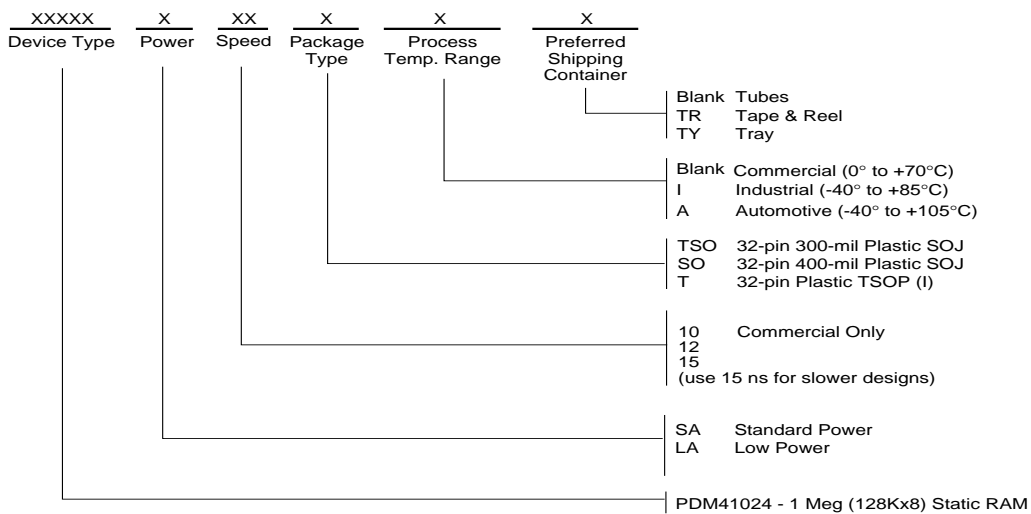 XXXXX X XX X X X
Device Type Power Speed Package Type Process Temp. Range Preferred Shipping Container
Blank Tubes
TR Tape & Reel
TY Tray
Blank Commercial (0° to +70°C)
I Industrial (-40° to +85°C)
A Automotive (-40° to +105°C)
TSO 32-pin 300-mil Plastic SOJ
SO 32-pin 400-mil Plastic SOJ
T 32-pin Plastic TSOP (I)
10 Commercial Only
12
15
(use 15 ns for slower designs)
SA Standard Power
LA Low Power
PDM41024 - 1 Meg (128Kx8) Static RAM